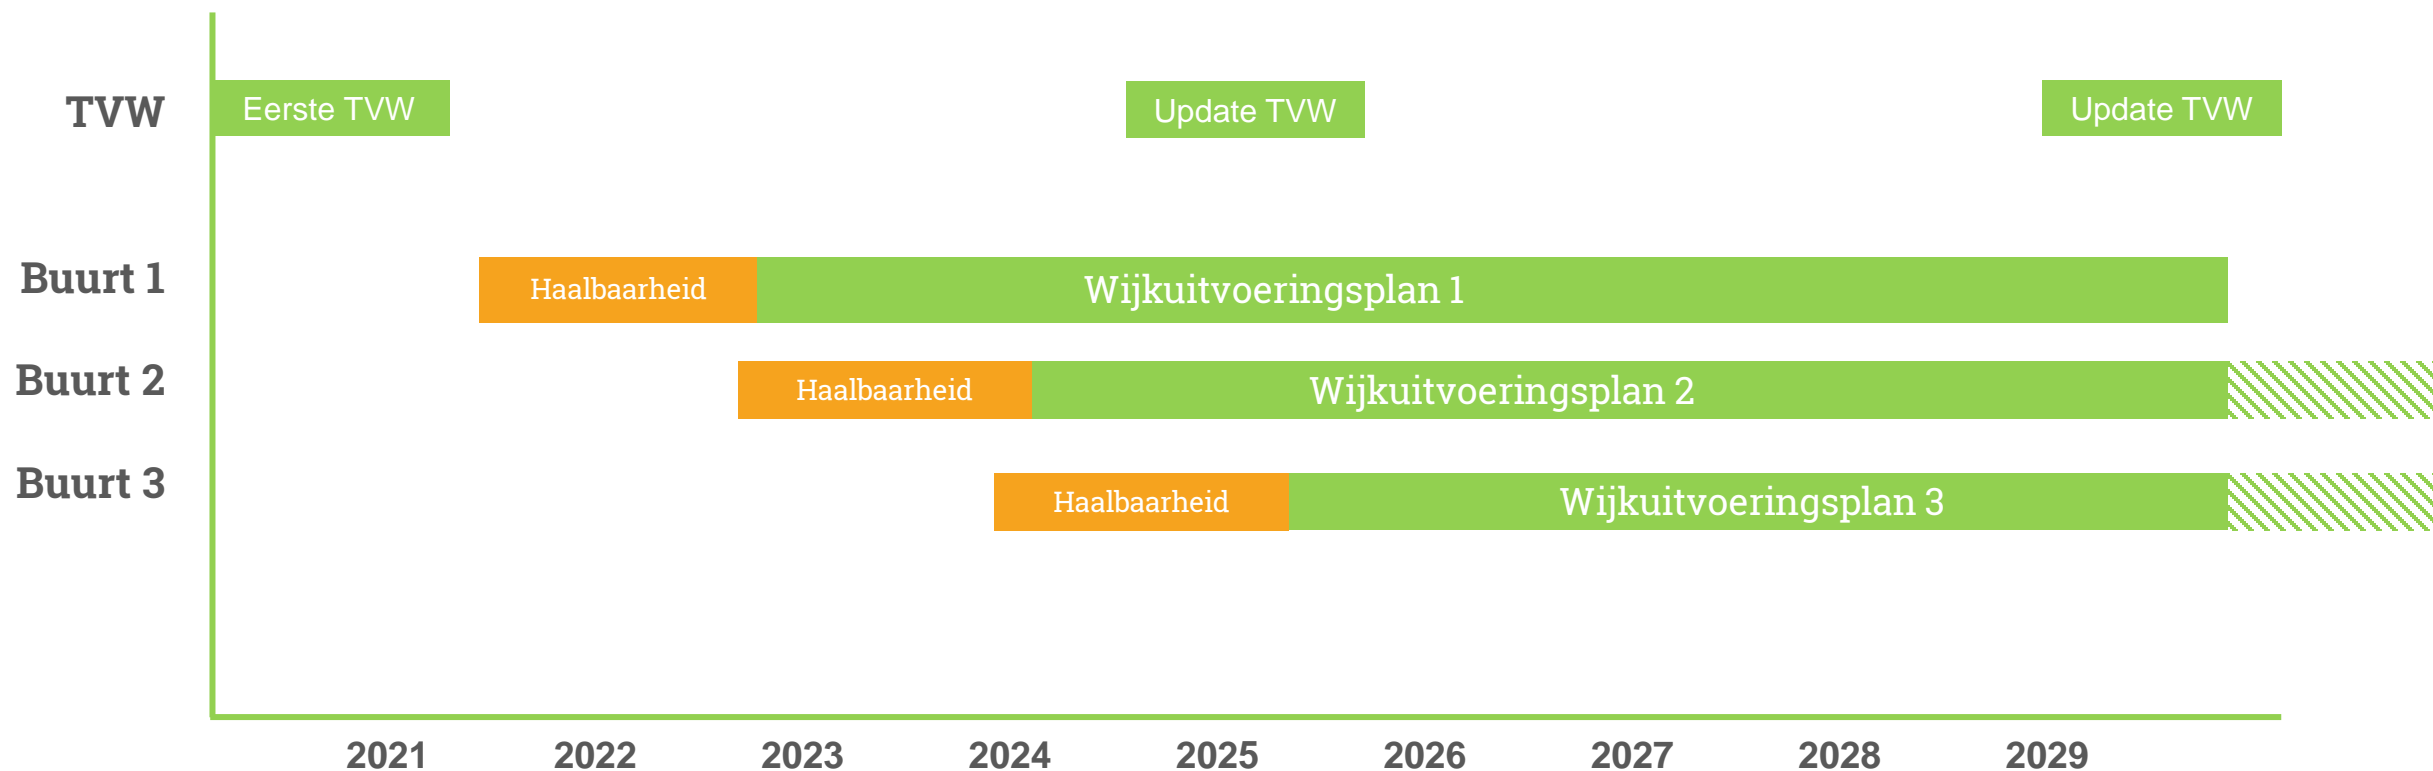 TVW
Eerste TVW
Update TVW
Update TVW
Buurt 1
Haalbaarheid
Wijkuitvoeringsplan 1
Buurt 2
Haalbaarheid
Wijkuitvoeringsplan 2
Buurt 3
Haalbaarheid
Wijkuitvoeringsplan 3
2021 2022 2023 2024 2025 2026 2027 2028 2029